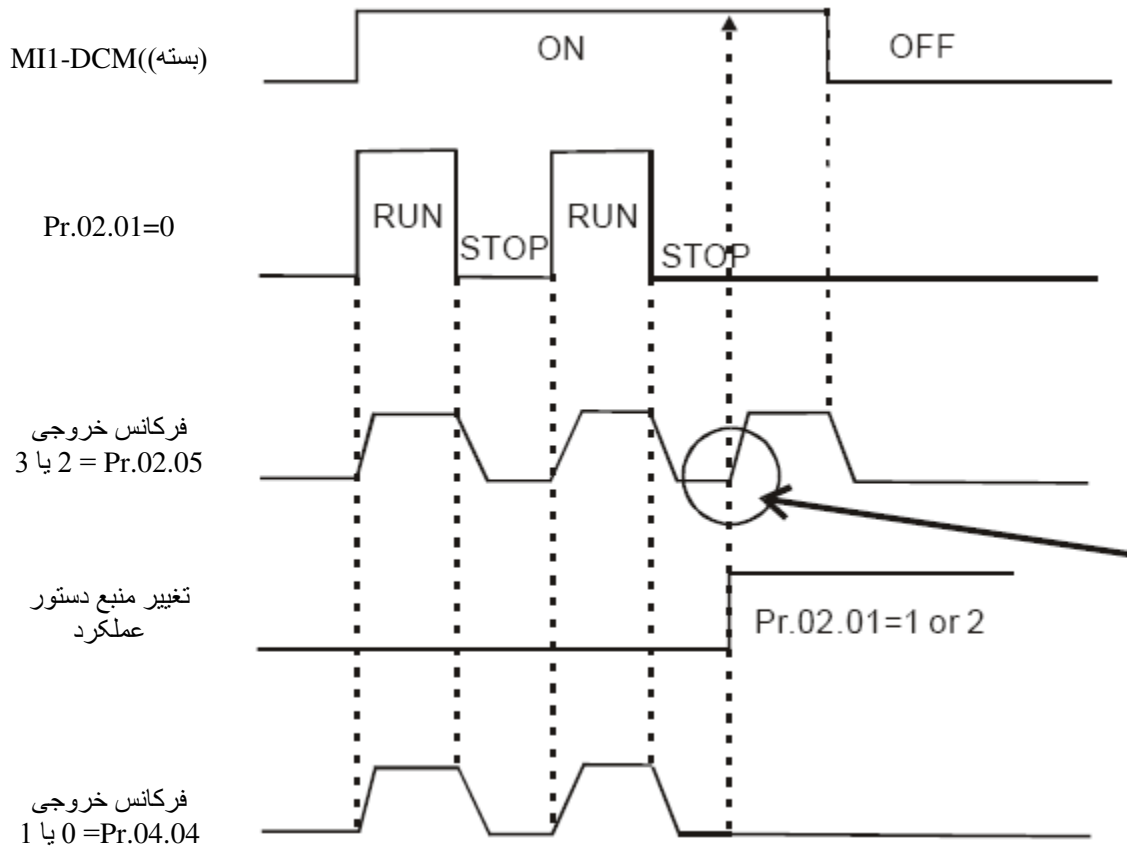 MI1-DCM((بسته)
ON
OFF
Pr.02.01=0
RUN
STOP
RUN
STOP
فرکانس خروجی
Pr.02.05 = 2 یا 3
تغییر منبع دستور
عملکرد
Pr.02.01=1 or 2
فرکانس خروجی
Pr.04.04= 0 یا 1